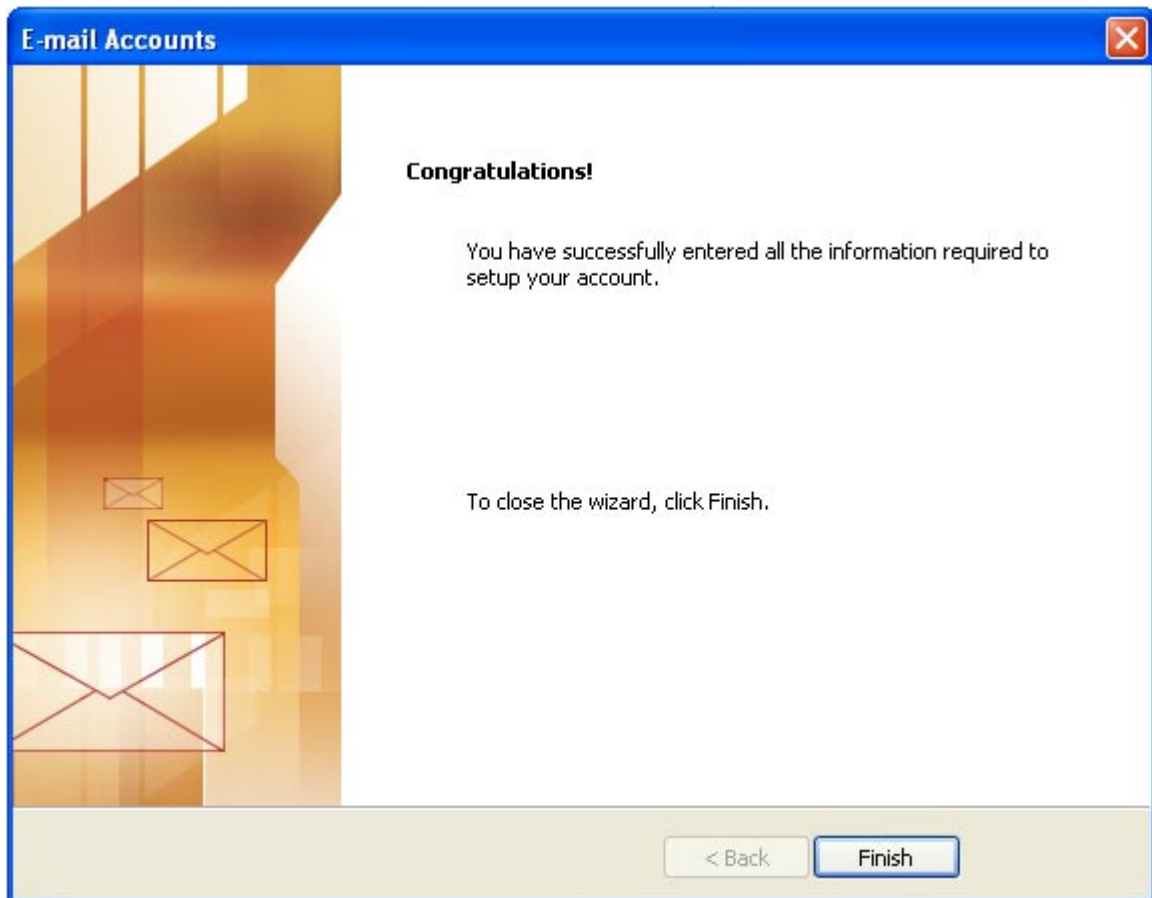 E-mail Accounts
Congratulations!
You have successfully entered all the information required to
setup your account.
To close the wizard, click Finish.
< Back
Finish